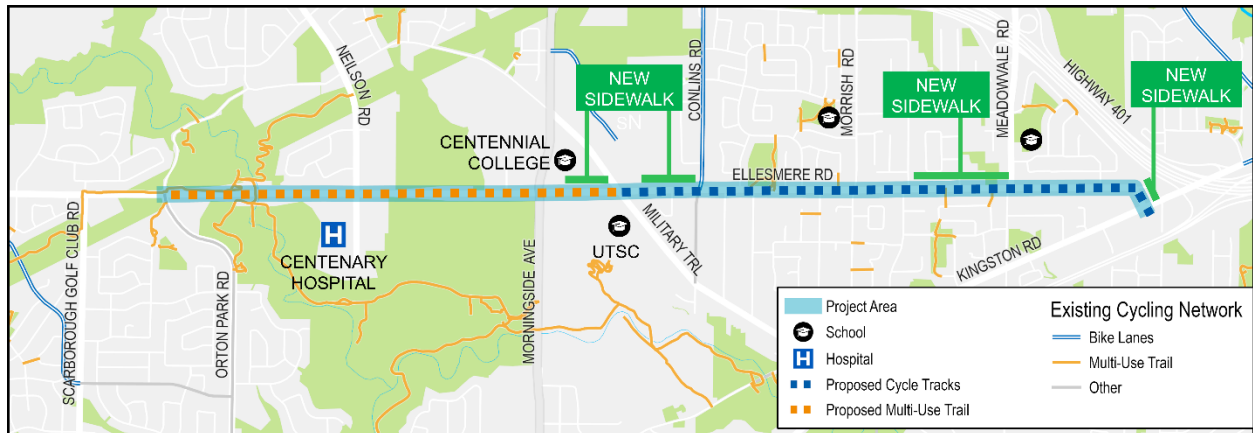 NEILSON RD
NEW
SIDEWALK
CONLINS RD
MORRISH RD
NEW
SIDEWALK
MEADOWVALE RD
HIGHWAY 401
NEW
SIDEWALK
sN
CENTENNIAL
COLLEGE
ELLESMERE RD
SCARBOROUGH GOLF CLUB RD
ORTON PARK RD
H
CENTENARY
HOSPITAL
MORNINGSIDE AVE
UTSC
MILITARY TRL
KINGSTON RD
Project Area
School
H
Hospital
Proposed Cycle Tracks
Proposed Multi-Use Trail
Existing Cycling Network
Bike Lanes
Multi-Use Trail
Other